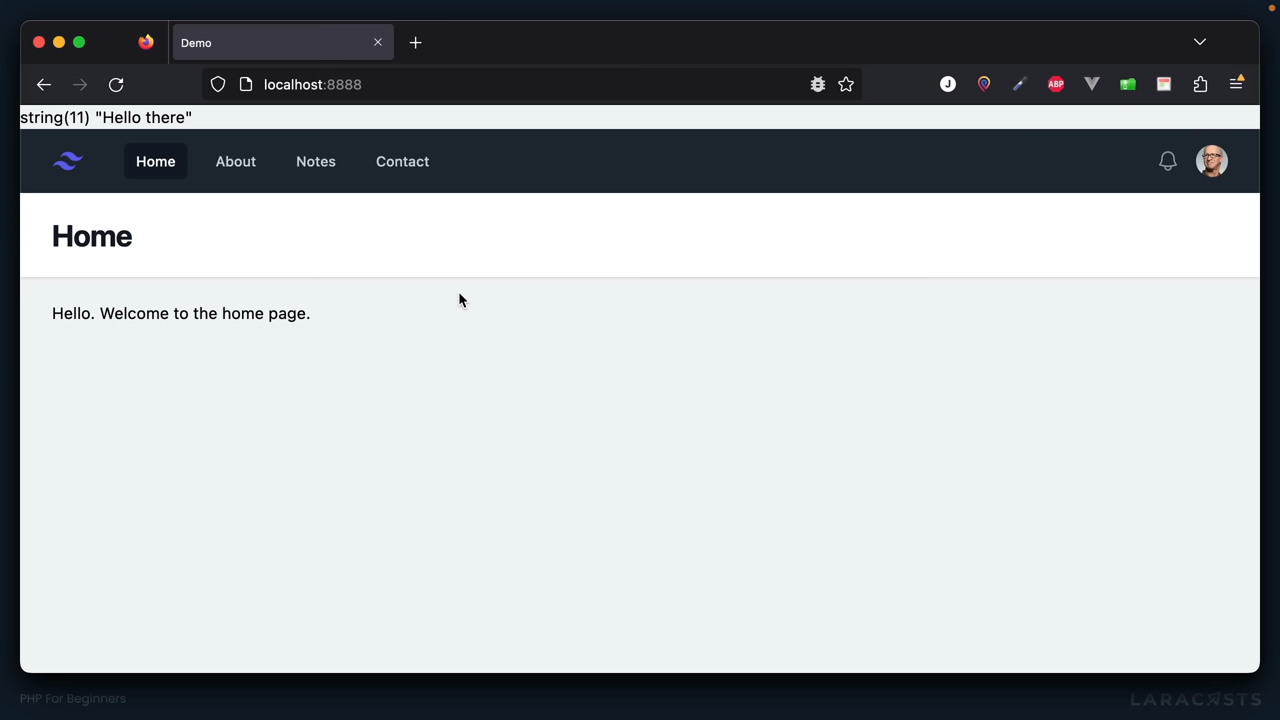 Demo
localhost:8888
J
ABP
string(11) "Hello there"
Home
About
Notes
Contact
Home
Hello. Welcome to the home page.
PHP For Beginners
LARACASTS